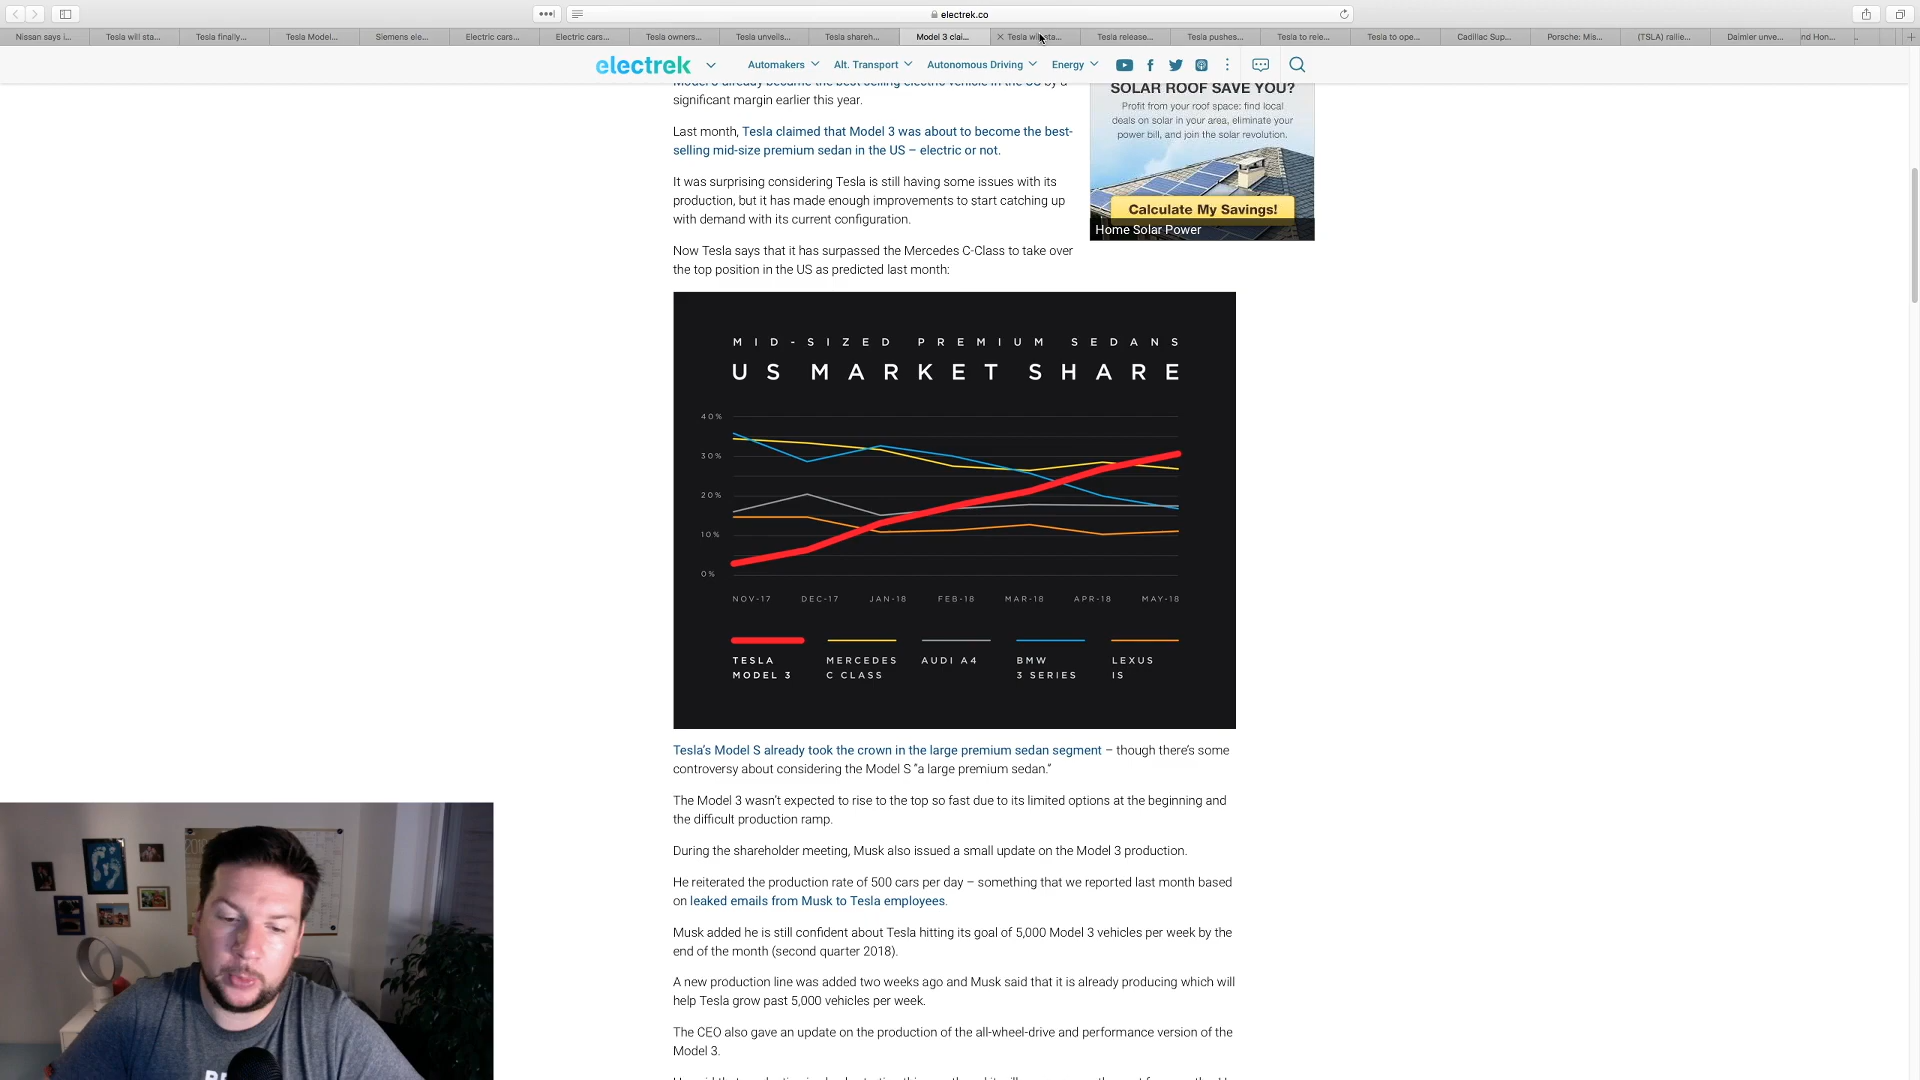 electrek.co
Nissan says i...
Tesla will sta...
Tesla finally...
Tesla Model...
Siemens ele...
Electric cars...
Electric cars...
Tesla owners...
Tesla unveils...
Tesla shareh...
Model 3 clai...
Tesla will sta...
Tesla release...
Tesla pushes...
Tesla to rele...
Tesla to ope...
Cadillac Sup...
Porsche: Mis...
(TSLA) rallie...
Daimler unve...
nd Hon...
electrek
Automakers
Alt. Transport
Autonomous Driving
Energy
significant margin earlier this year.
Last month, Tesla claimed that Model 3 was about to become the best-
selling mid-size premium sedan in the US – electric or not.
It was surprising considering Tesla is still having some issues with its
production, but it has made enough improvements to start catching up
with demand with its current configuration.
Now Tesla says that it has surpassed the Mercedes C-Class to take over
the top position in the US as predicted last month:
SOLAR ROOF SAVE YOU?
Profit from your roof space: find local
deals on solar in your area, eliminate your
power bill, and join the solar revolution.
Calculate My Savings!
Home Solar Power
MID-SIZED PREMIUM SEDANS
US MARKET SHARE
40%
30%
20%
10%
0%
NOV-17 DEC-17 JAN-18 FEB-18 MAR-18 APR-18 MAY-18
TESLA
MODEL 3
MERCEDES
C CLASS
AUDI A4
BMW
3 SERIES
LEXUS
IS
Tesla's Model S already took the crown in the large premium sedan segment – though there's some
controversy about considering the Model S "a large premium sedan."
The Model 3 wasn't expected to rise to the top so fast due to its limited options at the beginning and
the difficult production ramp.
During the shareholder meeting, Musk also issued a small update on the Model 3 production.
He reiterated the production rate of 500 cars per day – something that we reported last month based
on leaked emails from Musk to Tesla employees.
Musk added he is still confident about Tesla hitting its goal of 5,000 Model 3 vehicles per week by the
end of the month (second quarter 2018).
A new production line was added two weeks ago and Musk said that it is already producing which will
help Tesla grow past 5,000 vehicles per week.
The CEO also gave an update on the production of the all-wheel-drive and performance version of the
Model 3.